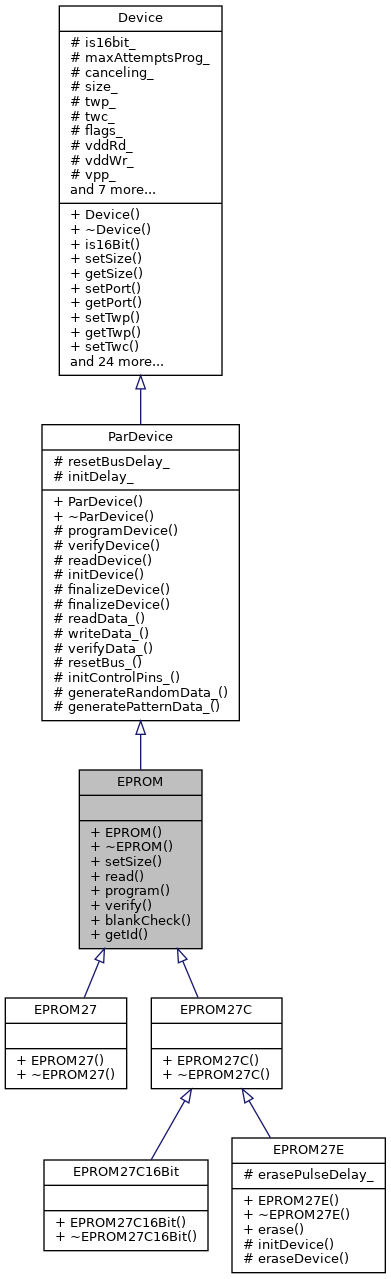 Device
# is16bit_
# maxAttemptsProg_
# canceling_
# size_
# twp_
# twc_
# flags_
# vddRd_
# vddWr_
# vpp_
and 7 more...
+ Device()
+ ~Device()
+ is16Bit()
+ setSize()
+ getSize()
+ setPort()
+ getPort()
+ setTwp()
+ getTwp()
+ setTwc()
and 24 more...
ParDevice
# resetBusDelay_
# initDelay_
+ ParDevice()
+ ~ParDevice()
# programDevice()
# verifyDevice()
# readDevice()
# initDevice()
# finalizeDevice()
# finalizeDevice()
# readData_()
# writeData_()
# verifyData_()
# resetBus_()
# initControlPins_()
# generateRandomData_()
# generatePatternData_()
EPROM
+ EPROM()
+ ~EPROM()
+ setSize()
+ read()
+ program()
+ verify()
+ blankCheck()
+ getId()
EPROM27
+ EPROM27()
+ ~EPROM27()
EPROM27C
+ EPROM27C()
+ ~EPROM27C()
EPROM27C16Bit
+ EPROM27C16Bit()
+ ~EPROM27C16Bit()
EPROM27E
# erasePulseDelay_
+ EPROM27E()
+ ~EPROM27E()
+ erase()
# initDevice()
# eraseDevice()